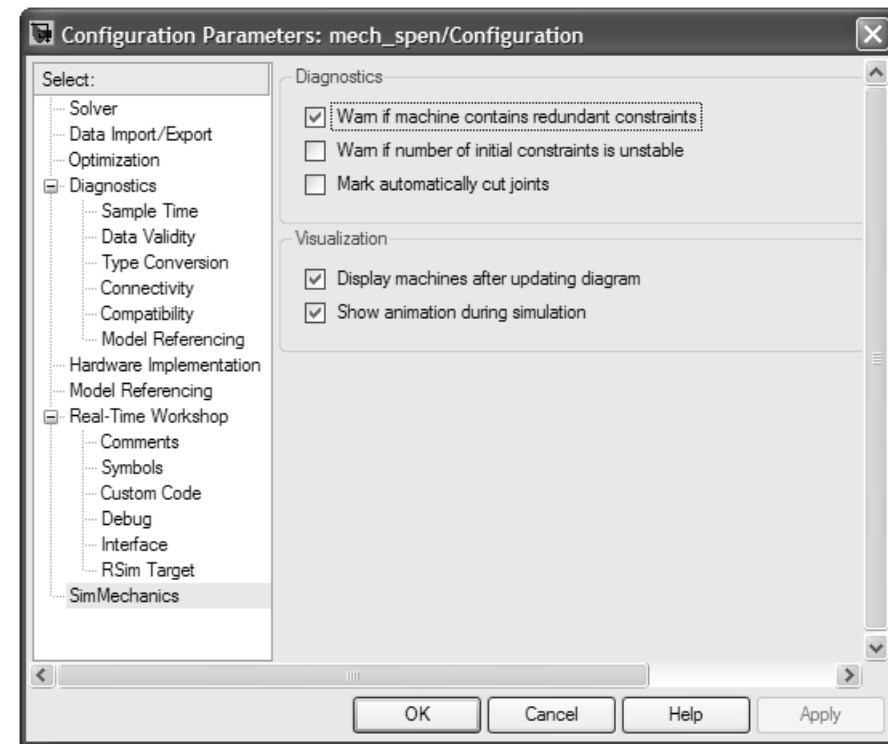 Configuration Parameters: mech_spen/Configuration
Select:
Solver
Data Import/Export
Optimization
Diagnostics
Sample Time
Data Validity
Type Conversion
Connectivity
Compatibility
Model Referencing
Hardware Implementation
Model Referencing
Real-Time Workshop
Comments
Symbols
Custom Code
Debug
Interface
RSim Target
SimMechanics
Diagnostics
Warn if machine contains redundant constraints
Warn if number of initial constraints is unstable
Mark automatically cut joints
Visualization
Display machines after updating diagram
Show animation during simulation
OK
Cancel
Help
Apply